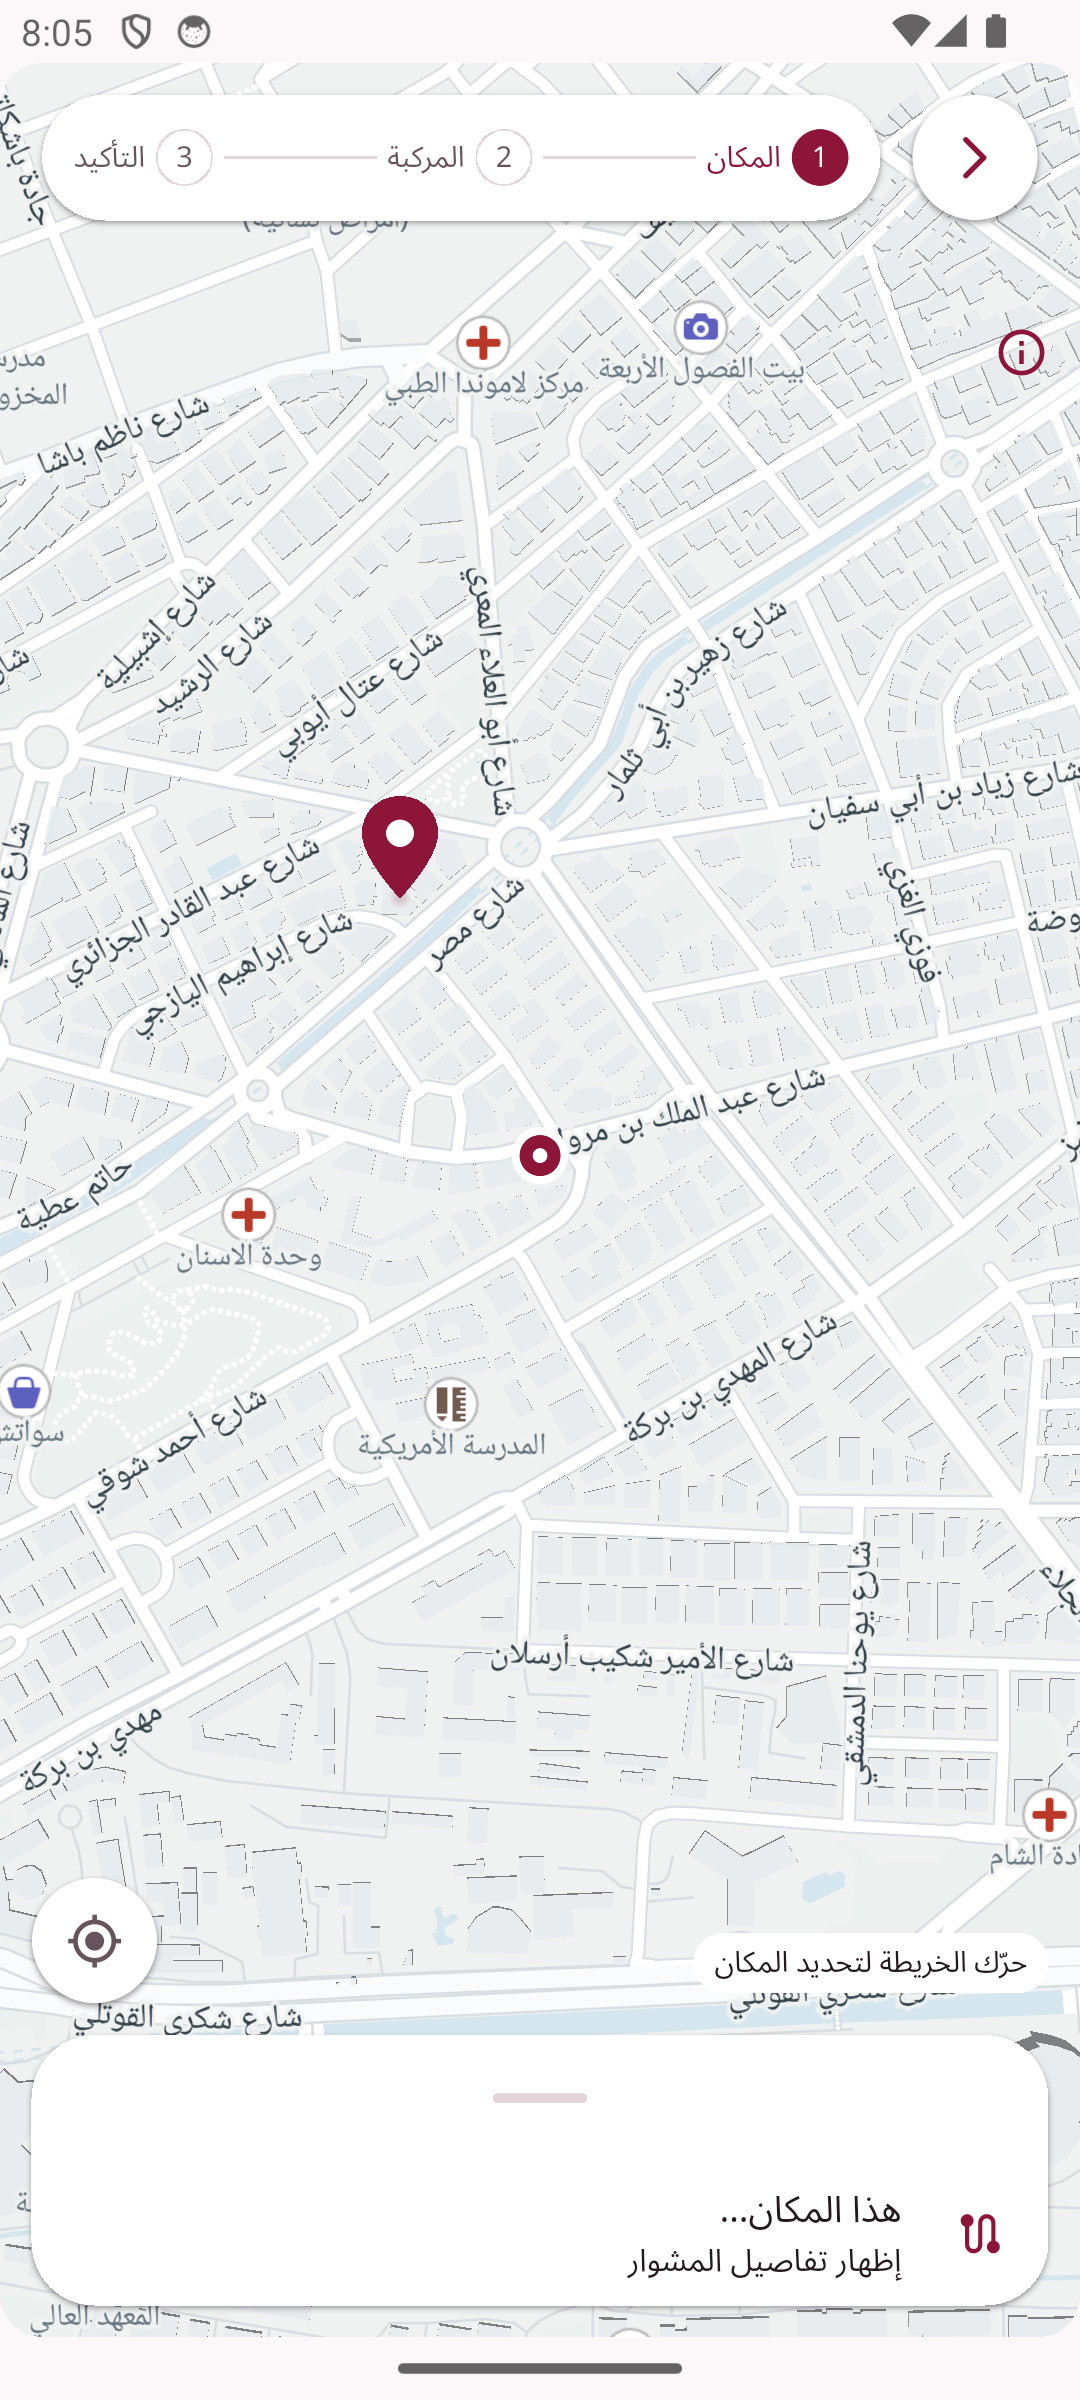 8:05
1 المكان
2 المركبة
3 التأكيد
مركز لاموندا الطبي
بيت الفصول الأربعة
شارع ناظم باشا
شارع إشبيلية
شارع الرشيد
شارع عتال أيوبي
شارع أبو العلاء المعري
شارع زهير بن أبي ثلمار
شارع زياد بن أبي سفيان
شارع عبد القادر الجزائري
شارع إبراهيم اليازجي
شارع مصر
فوزي الغزي
شارع عبد الملك بن مروا
حاتم عطية
وحدة الاسنان
شارع المهدي بن بركة
شارع أحمد شوقي
المدرسة الأمريكية
شارع الأمير شكيب أرسلان
شارع يوحنا الدمشقي
مهدي بن بركة
حرّك الخريطة لتحديد المكان
شارع شكري القوتلي
هذا المكان...
إظهار تفاصيل المشوار
المعهد العالي